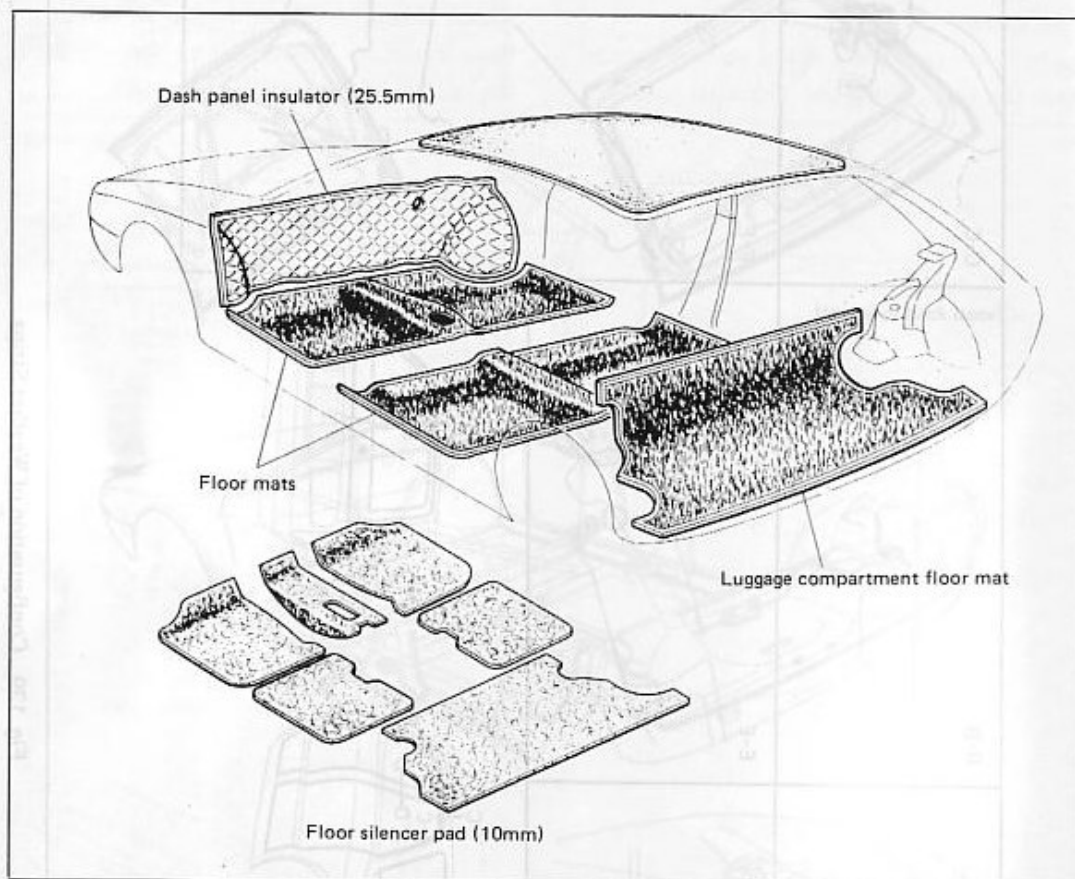 Dash panel insulator (25.5mm)
Floor mats
Luggage compartment floor mat
Floor silencer pad (10mm)